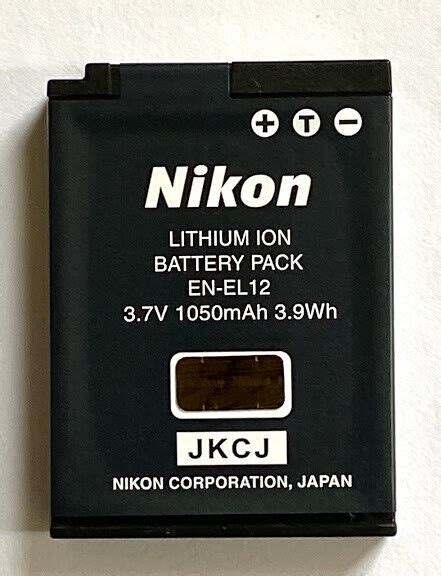 + T −
Nikon
LITHIUM ION
BATTERY PACK
EN-EL12
3.7V 1050mAh 3.9Wh
JKCJ
NIKON CORPORATION, JAPAN